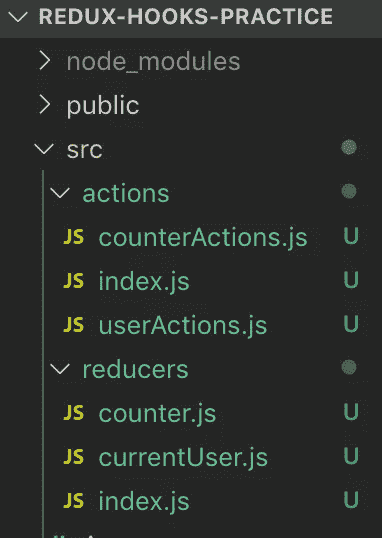 REDUX-HOOKS-PRACTICE
node_modules
public
src
actions
JS counterActions.js U
JS index.js U
JS userActions.js U
reducers
JS counter.js U
JS currentUser.js U
JS index.js U